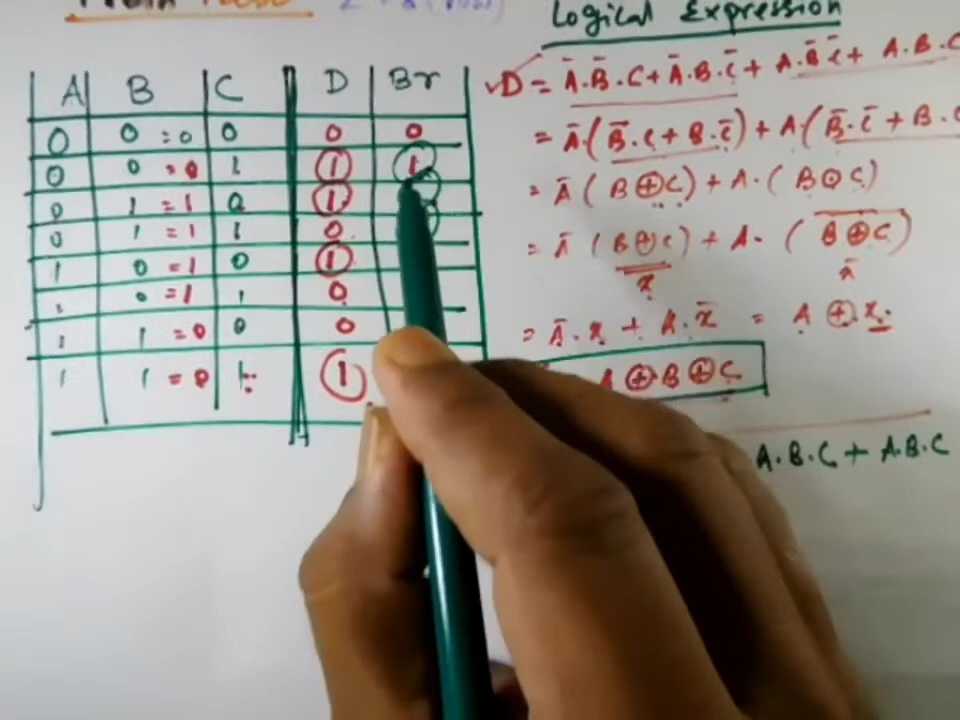 Logical Expression
A B C D Br
0 0 = 0 0 0 0
0 0 = 0 1 1 1
0 1 = 1 0 1
0 1 = 1 1 0
1 0 = 1 0 1
1 0 = 1 1 0
1 1 = 0 0 0
1 1 = 0 1 1
D = A̅.B̅.C + A̅.B.C̅ + A.B̅.C̅ + A.B.C
= A̅(B̅.C + B.C̅) + A(B̅.C̅ + B.C
= A̅ (B⊕C) + A.(B⊙C)
= A̅ (B⊕C) + A. (B̅ ⊕̅ C̅)
x x̅
= A̅.x + A.x̅ = A ⊕ x.
A ⊕ B ⊕ C
A.B.C + A.B.C